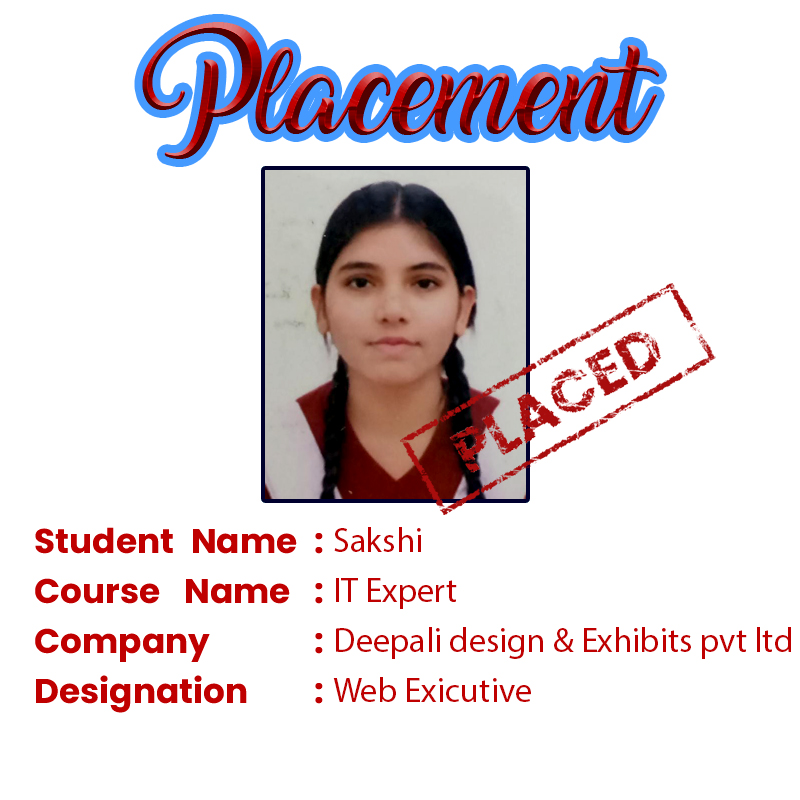 Placement
PLACED
Student Name : Sakshi
Course Name : IT Expert
Company : Deepali design & Exhibits pvt ltd
Designation : Web Exicutive